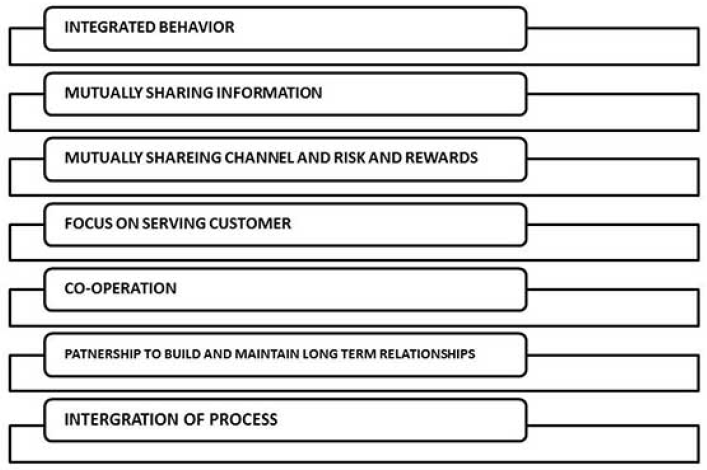 INTEGRATED BEHAVIOR
MUTUALLY SHARING INFORMATION
MUTUALLY SHAREING CHANNEL AND RISK AND REWARDS
FOCUS ON SERVING CUSTOMER
CO-OPERATION
PATNERSHIP TO BUILD AND MAINTAIN LONG TERM RELATIONSHIPS
INTERGRATION OF PROCESS